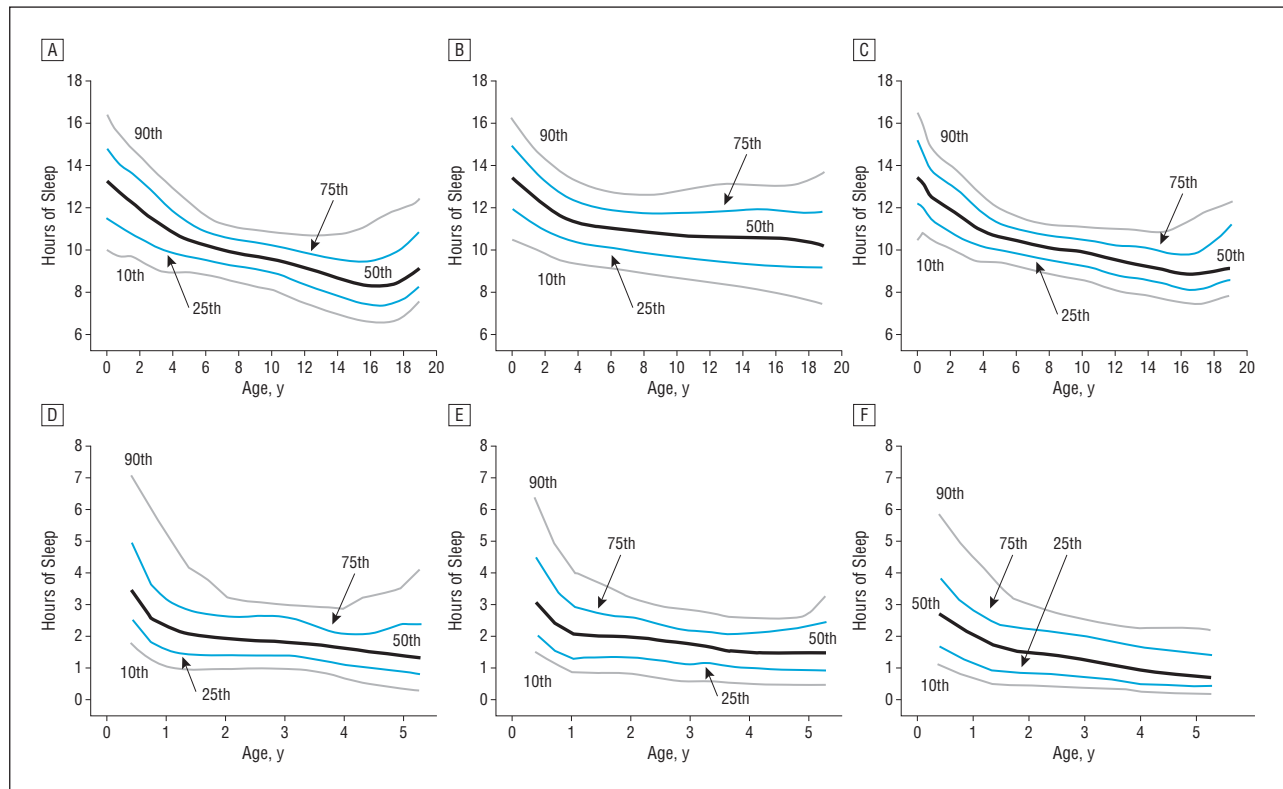 A
Hours of Sleep
18
16
14
12
10
8
6
90th
75th
50th
10th
25th
0 2 4 6 8 10 12 14 16 18 20
Age, y
B
Hours of Sleep
18
16
14
12
10
8
6
90th
75th
50th
10th
25th
0 2 4 6 8 10 12 14 16 18 20
Age, y
C
Hours of Sleep
18
16
14
12
10
8
6
90th
75th
50th
10th
25th
0 2 4 6 8 10 12 14 16 18 20
Age, y
D
Hours of Sleep
8
7
6
5
4
3
2
1
0
90th
75th
50th
10th
25th
0 1 2 3 4 5
Age, y
E
Hours of Sleep
8
7
6
5
4
3
2
1
0
90th
75th
50th
10th
25th
0 1 2 3 4 5
Age, y
F
Hours of Sleep
8
7
6
5
4
3
2
1
0
90th
75th
25th
50th
10th
0 1 2 3 4 5
Age, y